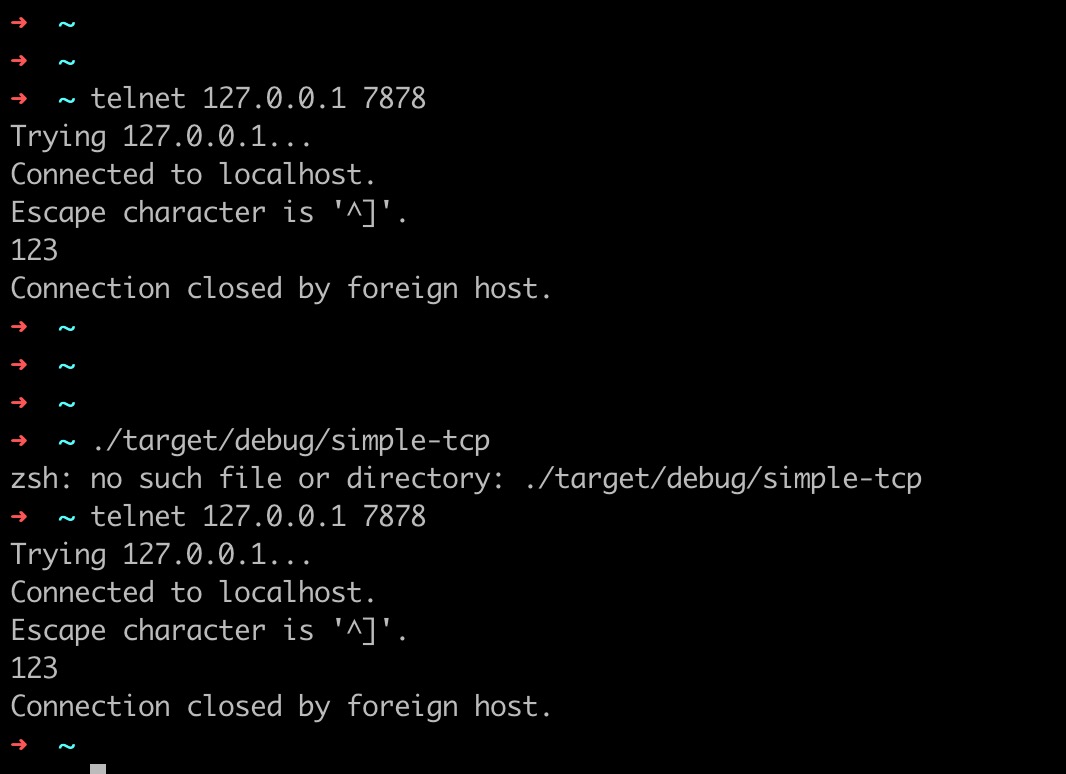 ➜  ~
➜  ~
➜  ~ telnet 127.0.0.1 7878
Trying 127.0.0.1...
Connected to localhost.
Escape character is '^]'.
123
Connection closed by foreign host.
➜  ~
➜  ~
➜  ~
➜  ~ ./target/debug/simple-tcp
zsh: no such file or directory: ./target/debug/simple-tcp
➜  ~ telnet 127.0.0.1 7878
Trying 127.0.0.1...
Connected to localhost.
Escape character is '^]'.
123
Connection closed by foreign host.
➜  ~